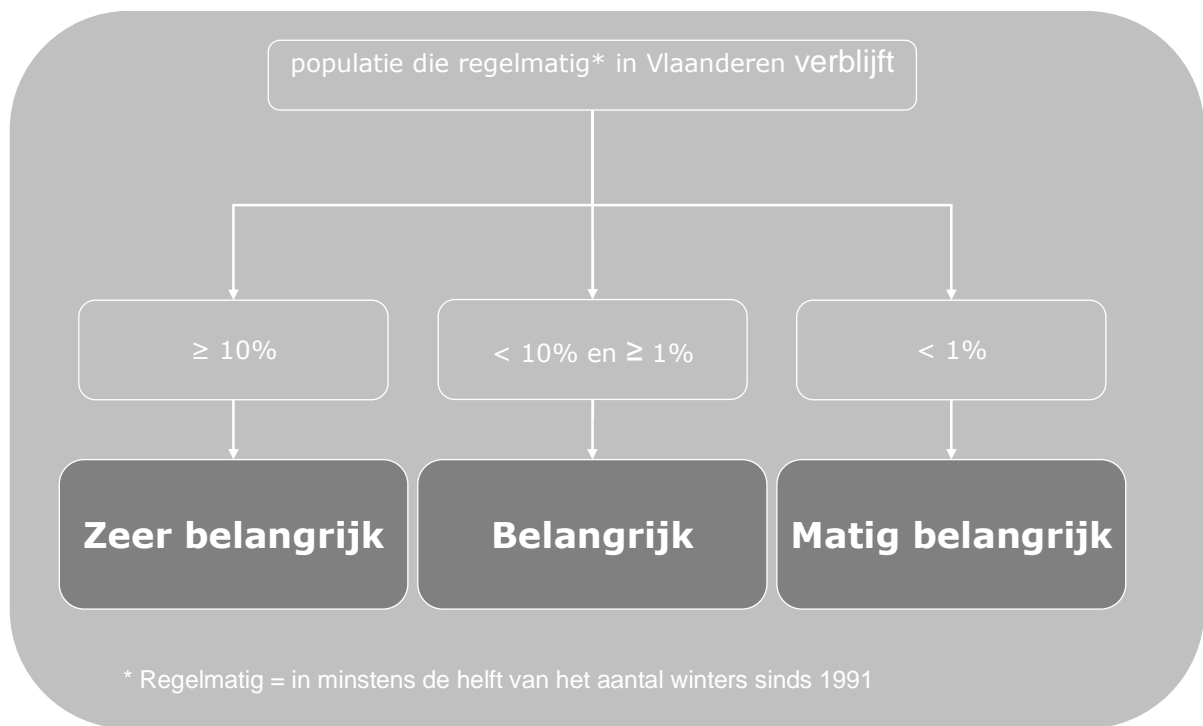 populatie die regelmatig* in Vlaanderen verblijft
≥ 10%
< 10% en ≥ 1%
< 1%
Zeer belangrijk
Belangrijk
Matig belangrijk
* Regelmatig = in minstens de helft van het aantal winters sinds 1991